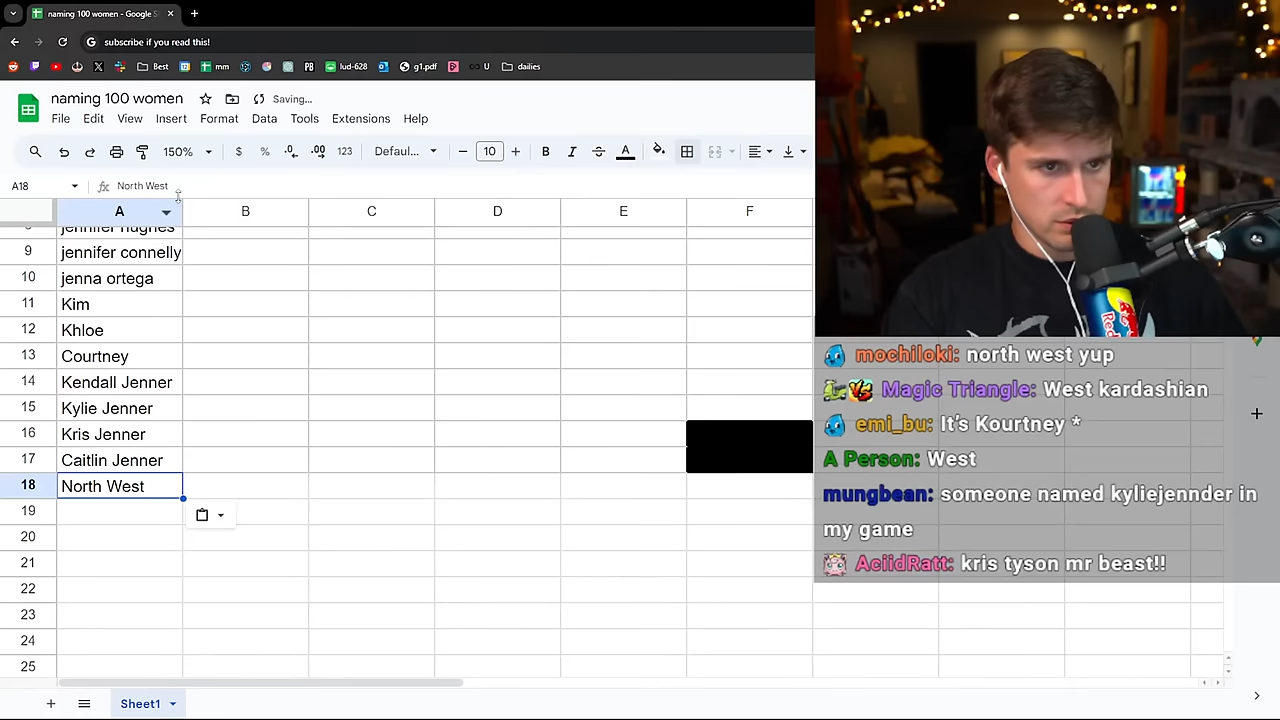 naming 100 women - Google S
subscribe if you read this!
Best
mm
lud-628
g1.pdf
U
dailies
naming 100 women
Saving...
File Edit View Insert Format Data Tools Extensions Help
150% $ % .0 .00 123 Defaul... 10 B I A
A18 fx North West
A B C D E F
jennifer hughes
9 jennifer connelly
10 jenna ortega
11 Kim
12 Khloe
13 Courtney
14 Kendall Jenner
15 Kylie Jenner
16 Kris Jenner
17 Caitlin Jenner
18 North West
19
20
21
22
23
24
25
Sheet1
Red
mochiloki: north west yup
Magic Triangle: West kardashian
emi_bu: It's Kourtney *
A Person: West
mungbean: someone named kyliejennder in
my game
AciidRatt: kris tyson mr beast!!